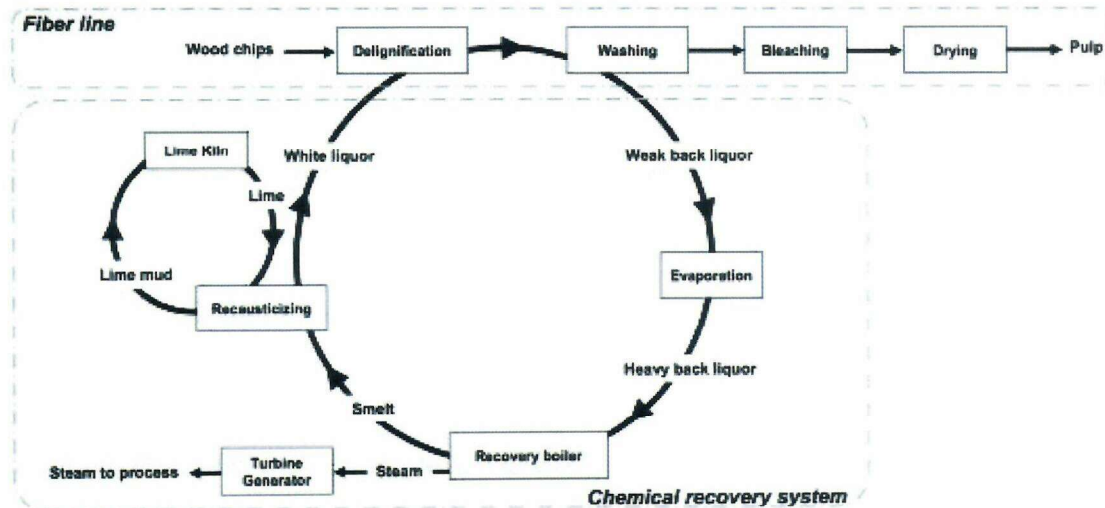 Fiber line
Wood chips
Delignification
Washing
Bleaching
Drying
Pulp
Lime Kiln
White liquor
Weak back liquor
Lime
Lime mud
Evaporation
Recausticizing
Heavy back liquor
Smelt
Recovery boiler
Steam to process
Turbine
Generator
Steam
Chemical recovery system